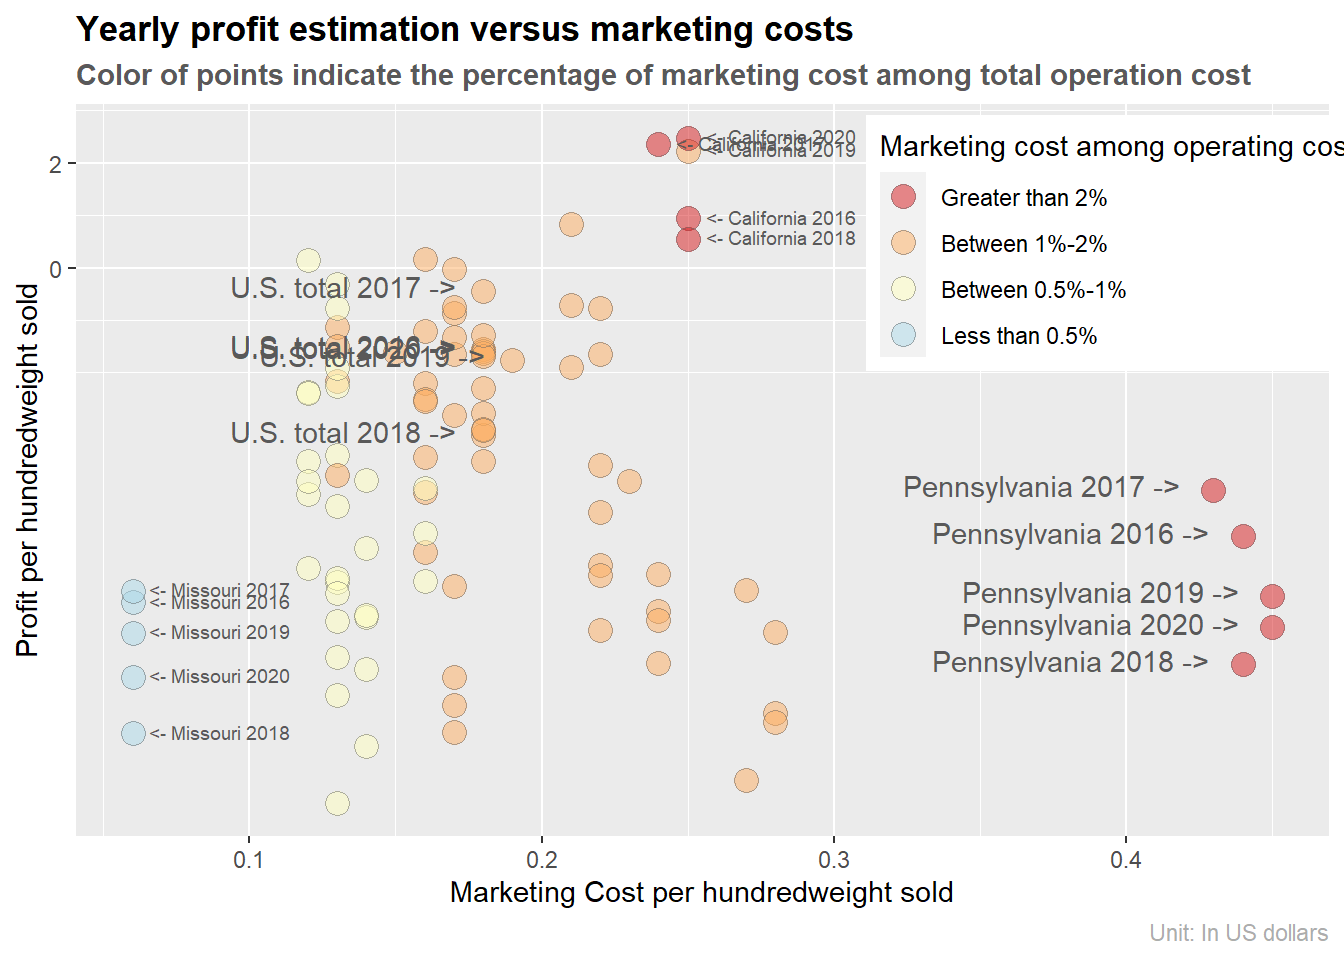 Yearly profit estimation versus marketing costs
Color of points indicate the percentage of marketing cost among total operation cost
<- California 2020
<- California 2017
<- California 2019
<- California 2016
<- California 2018
Marketing cost among operating cos
Greater than 2%
Between 1%-2%
Between 0.5%-1%
Less than 0.5%
2
0
Profit per hundredweight sold
U.S. total 2017 ->
U.S. total 2016 ->
U.S. total 2019 ->
U.S. total 2018 ->
Pennsylvania 2017 ->
Pennsylvania 2016 ->
Pennsylvania 2019 ->
Pennsylvania 2020 ->
Pennsylvania 2018 ->
<- Missouri 2017
<- Missouri 2016
<- Missouri 2019
<- Missouri 2020
<- Missouri 2018
0.1
0.2
0.3
0.4
Marketing Cost per hundredweight sold
Unit: In US dollars